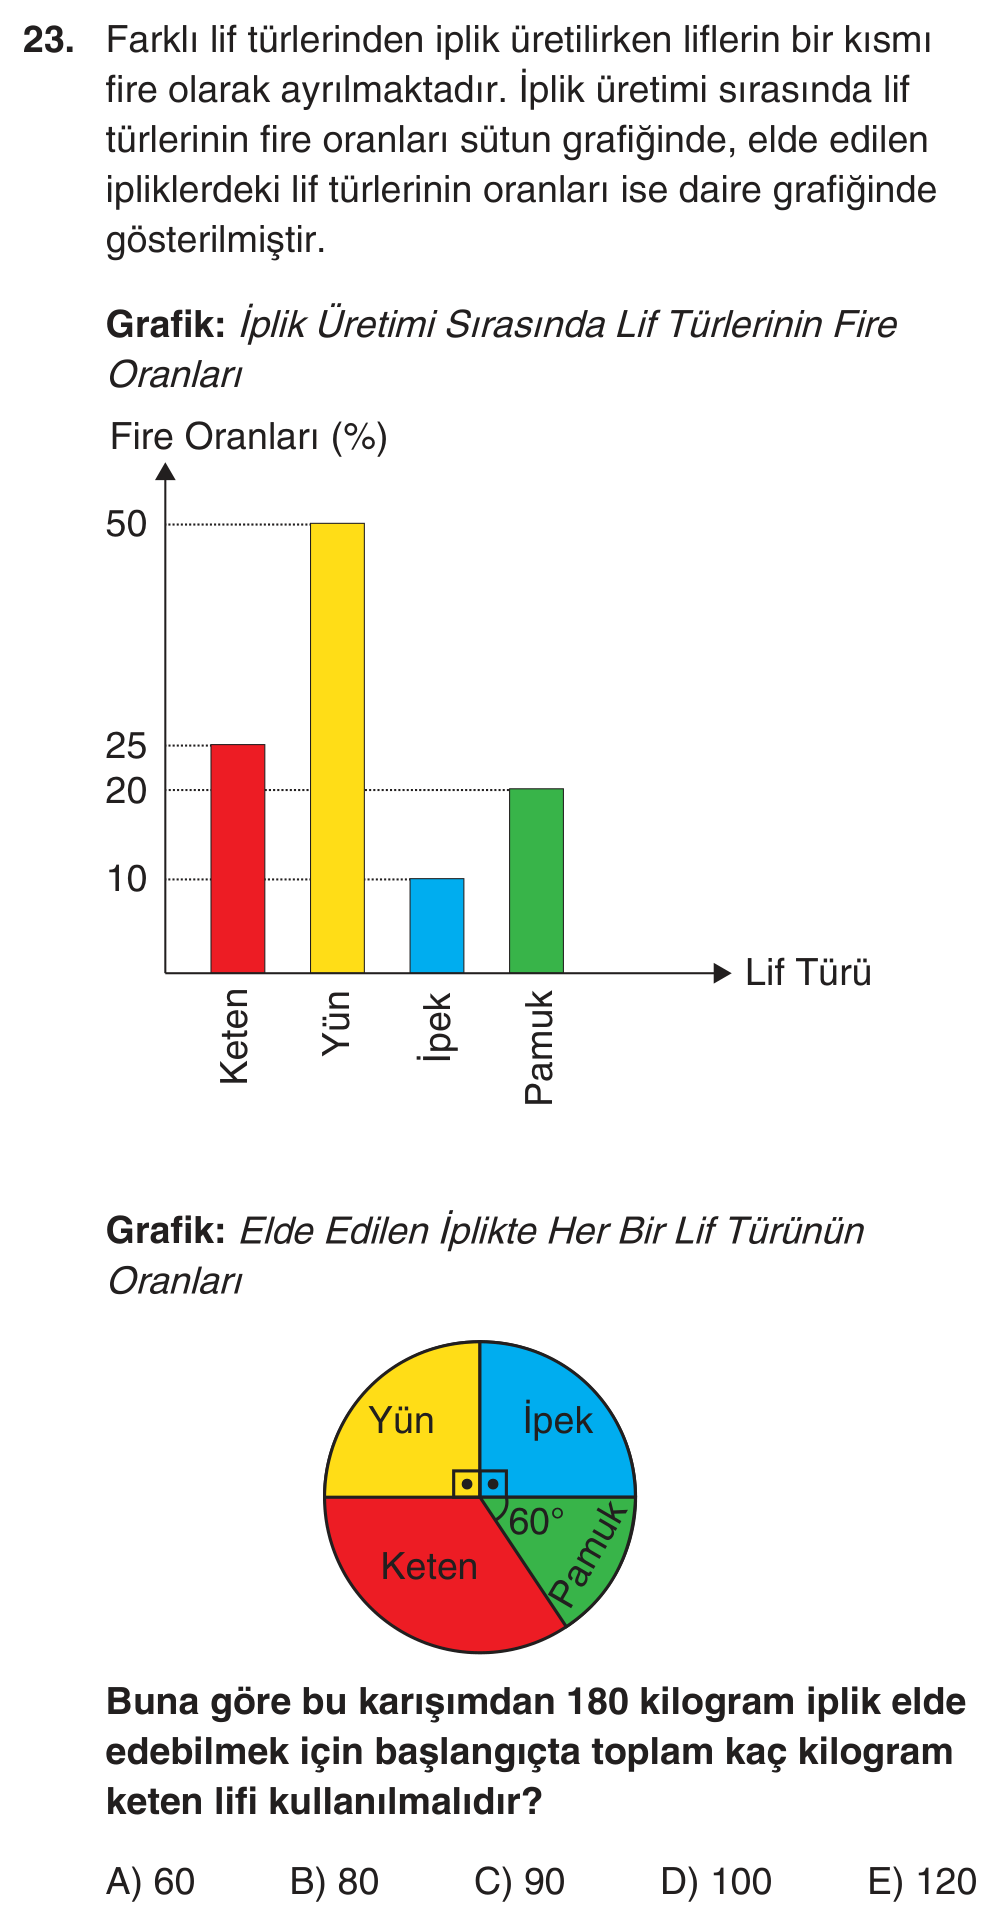 23. Farklı lif türlerinden iplik üretilirken liflerin bir kısmı
fire olarak ayrılmaktadır. İplik üretimi sırasında lif
türlerinin fire oranları sütun grafiğinde, elde edilen
ipliklerdeki lif türlerinin oranları ise daire grafiğinde
gösterilmiştir.
Grafik: İplik Üretimi Sırasında Lif Türlerinin Fire
Oranları
Fire Oranları (%)
50
25
20
10
Lif Türü
Keten
Yün
İpek
Pamuk
Grafik: Elde Edilen İplikte Her Bir Lif Türünün
Oranları
Yün
İpek
60°
Pamuk
Keten
Buna göre bu karışımdan 180 kilogram iplik elde
edebilmek için başlangıçta toplam kaç kilogram
keten lifi kullanılmalıdır?
A) 60 B) 80 C) 90 D) 100 E) 120